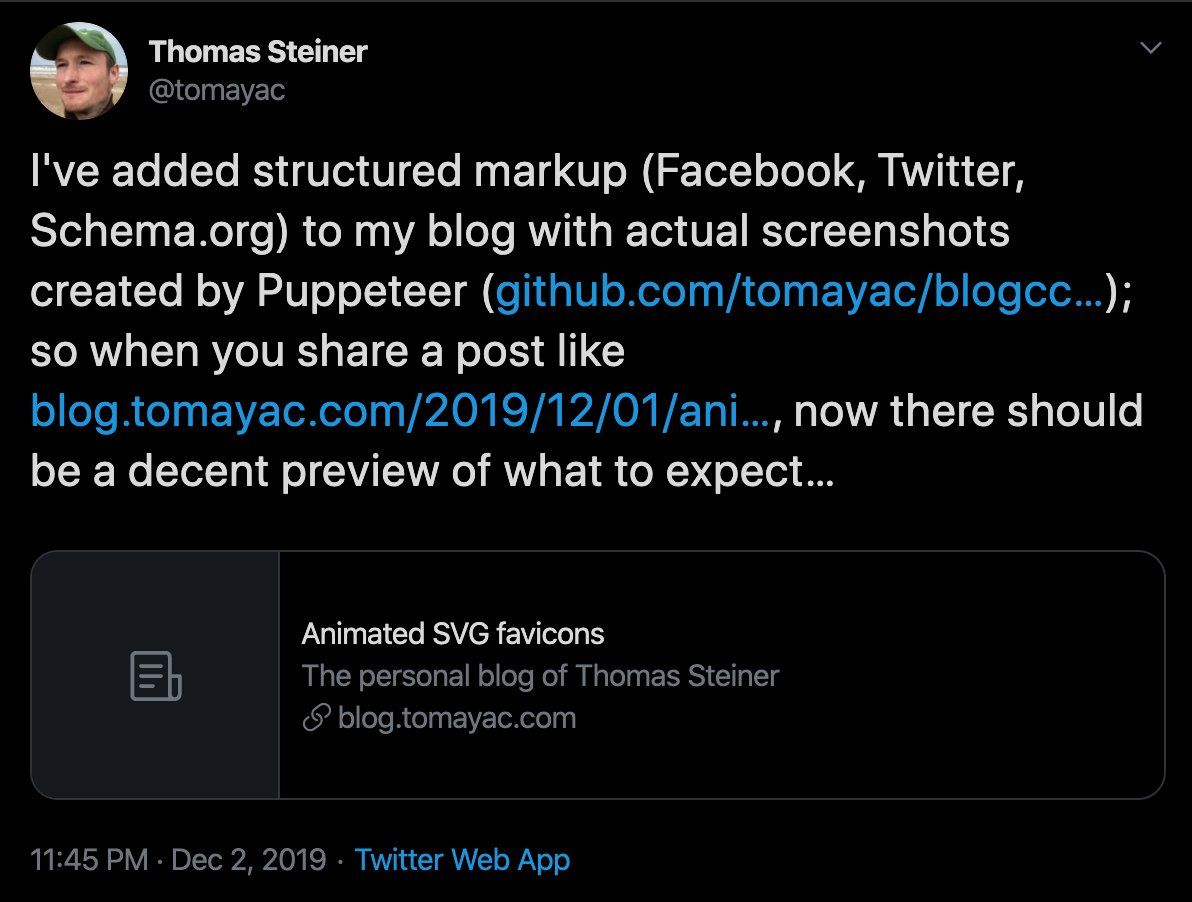 Thomas Steiner
@tomayac
I've added structured markup (Facebook, Twitter,
Schema.org) to my blog with actual screenshots
created by Puppeteer (github.com/tomayac/blogcc…);
so when you share a post like
blog.tomayac.com/2019/12/01/ani…, now there should
be a decent preview of what to expect…
Animated SVG favicons
The personal blog of Thomas Steiner
blog.tomayac.com
11:45 PM · Dec 2, 2019 · Twitter Web App